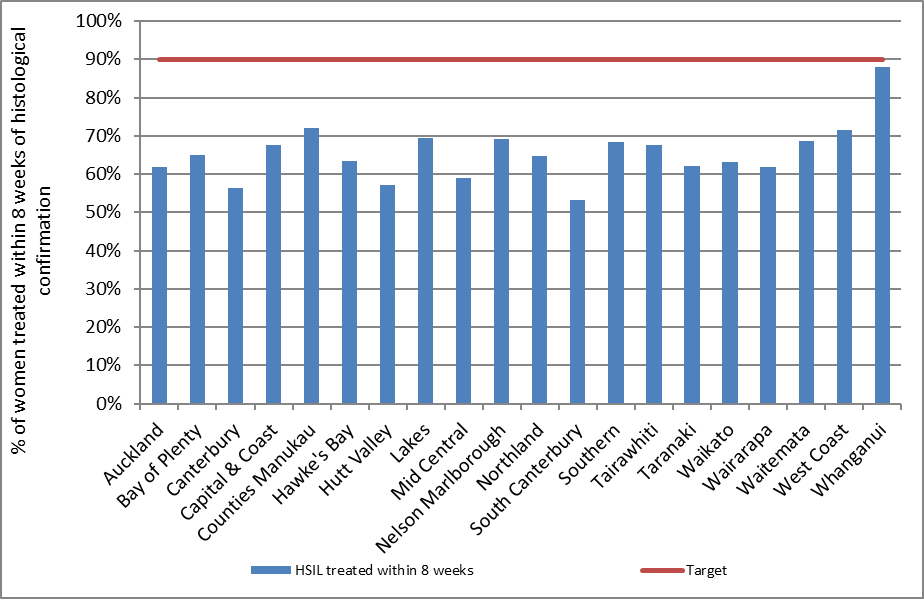 % of women treated within 8 weeks of histological
confirmation
100%
90%
80%
70%
60%
50%
40%
30%
20%
10%
0%
Auckland
Bay of Plenty
Canterbury
Capital & Coast
Counties Manukau
Hawke's Bay
Hutt Valley
Lakes
Mid Central
Nelson Marlborough
Northland
South Canterbury
Southern
Tairawhiti
Taranaki
Waikato
Wairarapa
Waitemata
West Coast
Whanganui
HSIL treated within 8 weeks
Target